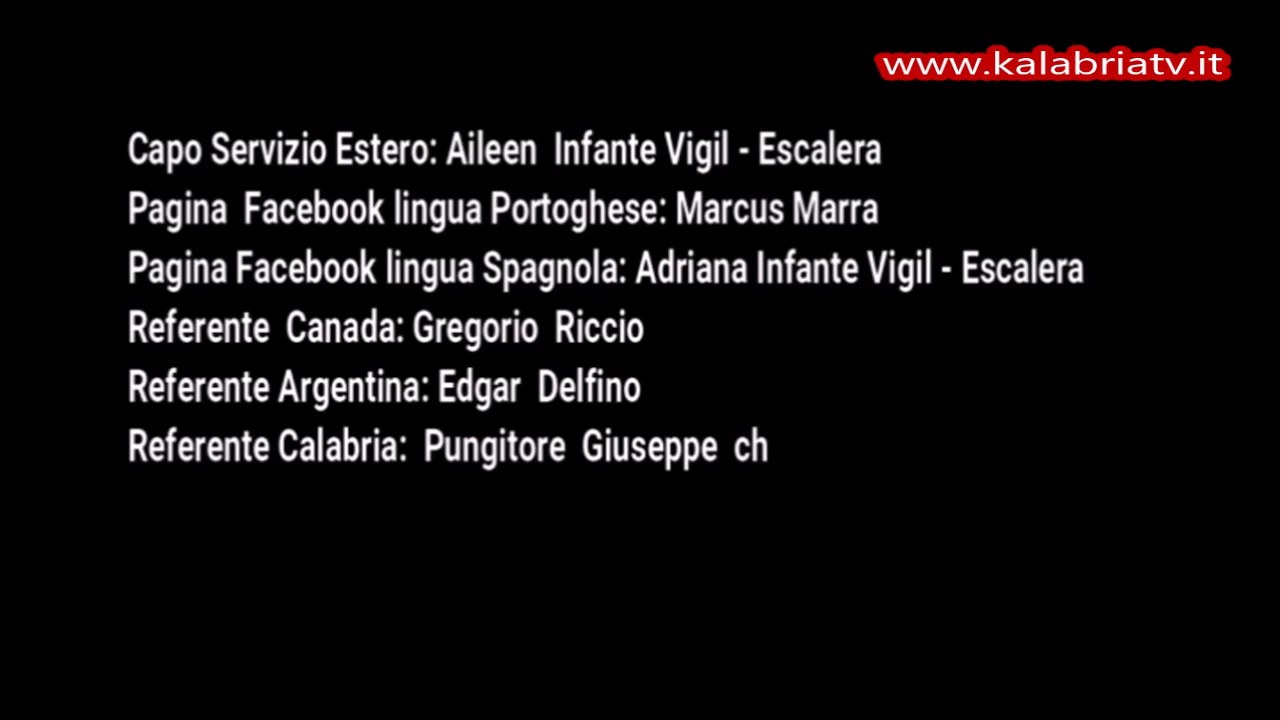 www.kalabriatv.it
Capo Servizio Estero: Aileen Infante Vigil - Escalera
Pagina Facebook lingua Portoghese: Marcus Marra
Pagina Facebook lingua Spagnola: Adriana Infante Vigil - Escalera
Referente Canada: Gregorio Riccio
Referente Argentina: Edgar Delfino
Referente Calabria: Pungitore Giuseppe ch